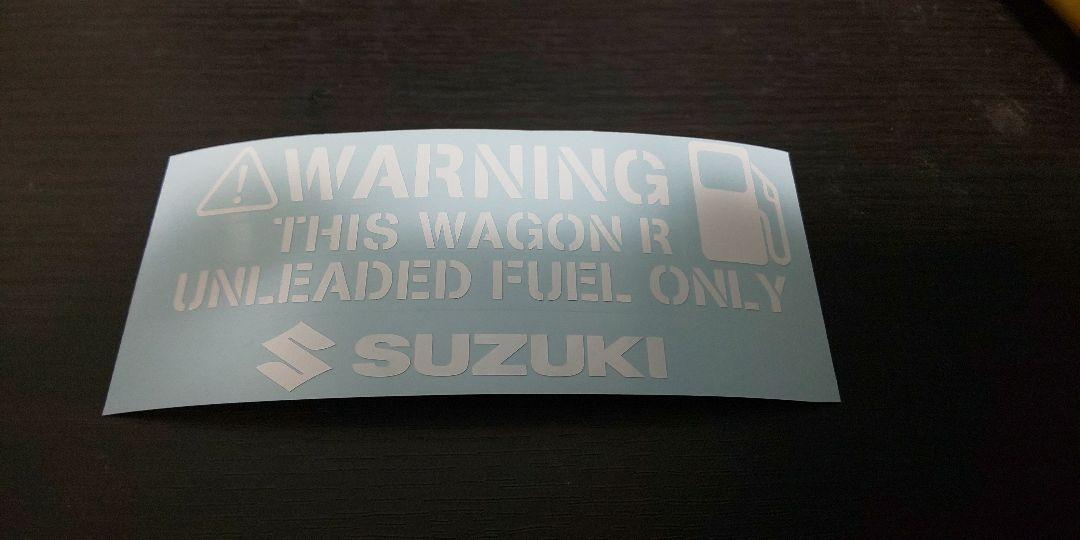 WARNING
THIS WAGON R
UNLEADED FUEL ONLY
SUZUKI